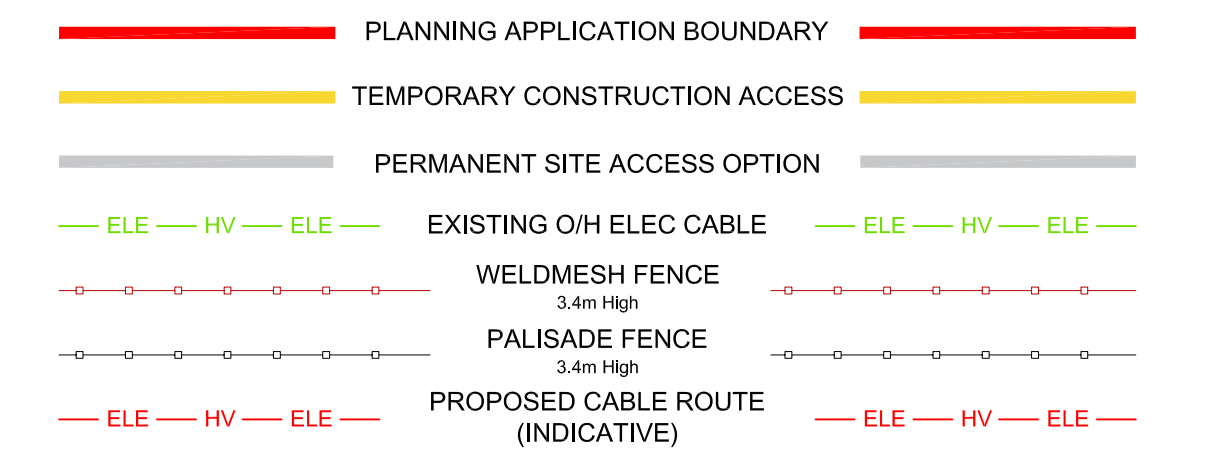 PLANNING APPLICATION BOUNDARY
TEMPORARY CONSTRUCTION ACCESS
PERMANENT SITE ACCESS OPTION
ELE HV ELE EXISTING O/H ELEC CABLE ELE HV ELE
WELDMESH FENCE
3.4m High
PALISADE FENCE
3.4m High
ELE HV ELE PROPOSED CABLE ROUTE ELE HV ELE
(INDICATIVE)